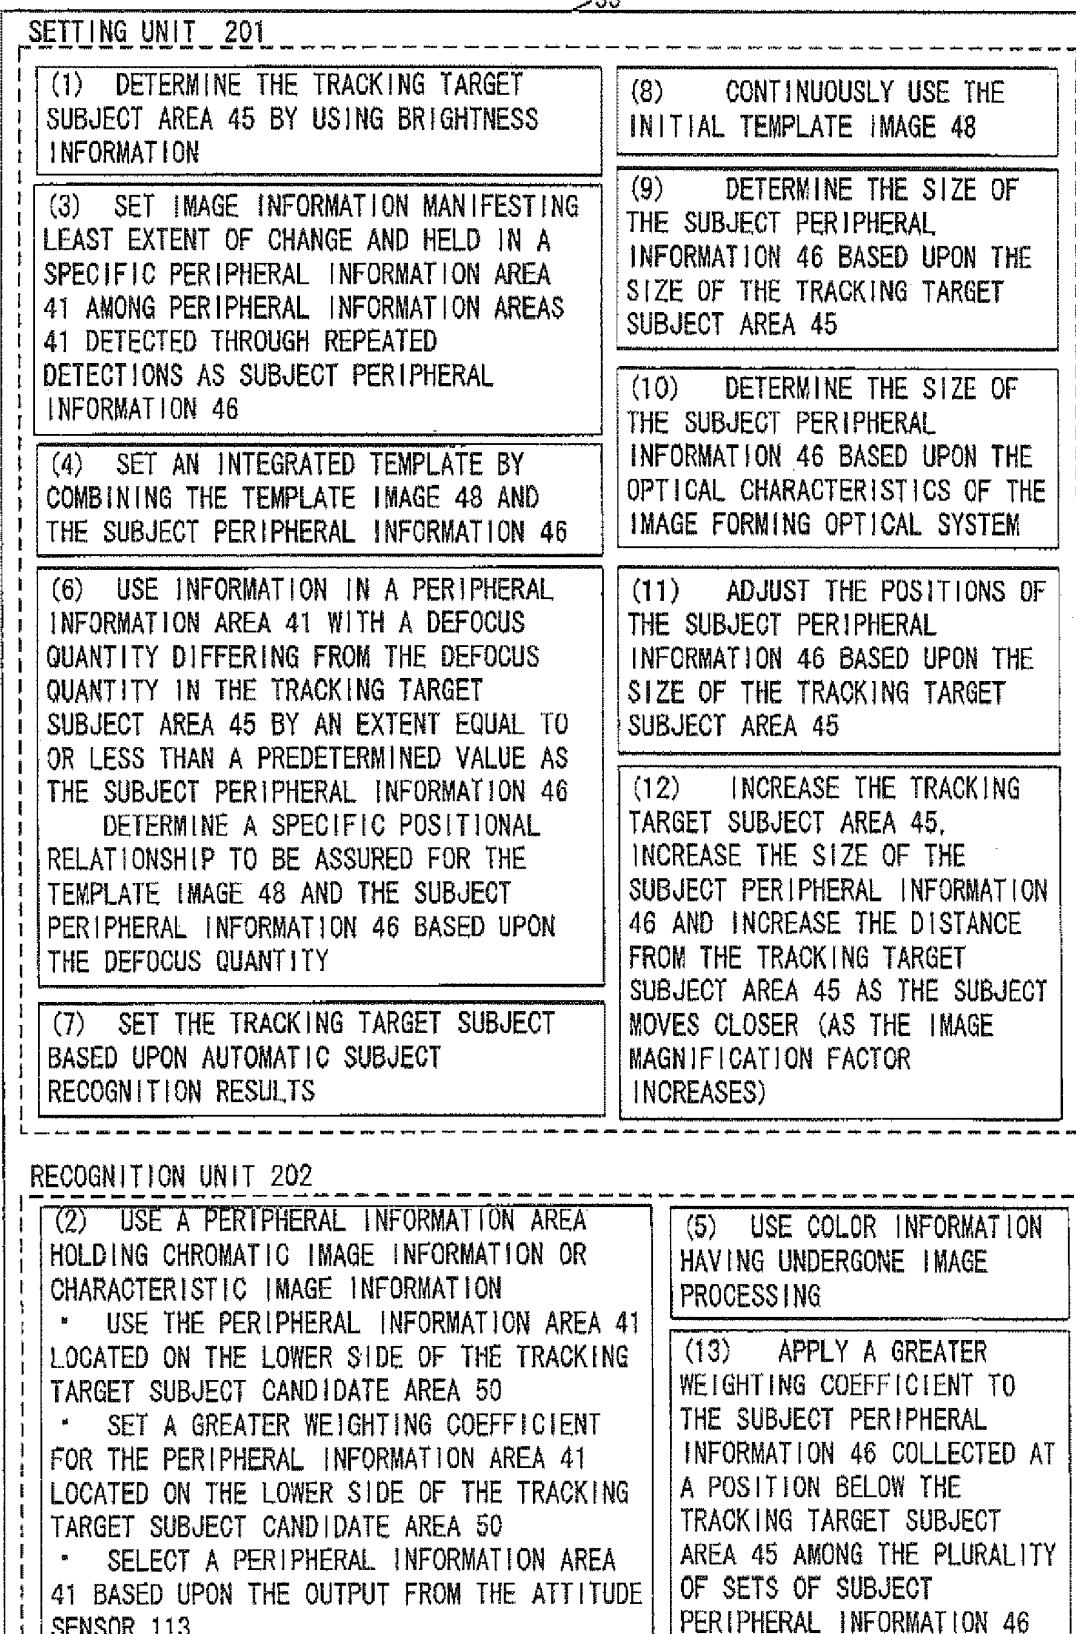 SETTING UNIT 201
(1) DETERMINE THE TRACKING TARGET
SUBJECT AREA 45 BY USING BRIGHTNESS
INFORMATION
(3) SET IMAGE INFORMATION MANIFESTING
LEAST EXTENT OF CHANGE AND HELD IN A
SPECIFIC PERIPHERAL INFORMATION AREA
41 AMONG PERIPHERAL INFORMATION AREAS
41 DETECTED THROUGH REPEATED
DETECTIONS AS SUBJECT PERIPHERAL
INFORMATION 46
(4) SET AN INTEGRATED TEMPLATE BY
COMBINING THE TEMPLATE IMAGE 48 AND
THE SUBJECT PERIPHERAL INFORMATION 46
(6) USE INFORMATION IN A PERIPHERAL
INFORMATION AREA 41 WITH A DEFOCUS
QUANTITY DIFFERING FROM THE DEFOCUS
QUANTITY IN THE TRACKING TARGET
SUBJECT AREA 45 BY AN EXTENT EQUAL TO
OR LESS THAN A PREDETERMINED VALUE AS
THE SUBJECT PERIPHERAL INFORMATION 46
DETERMINE A SPECIFIC POSITIONAL
RELATIONSHIP TO BE ASSURED FOR THE
TEMPLATE IMAGE 48 AND THE SUBJECT
PERIPHERAL INFORMATION 46 BASED UPON
THE DEFOCUS QUANTITY
(7) SET THE TRACKING TARGET SUBJECT
BASED UPON AUTOMATIC SUBJECT
RECOGNITION RESULTS
(8) CONTINUOUSLY USE THE
INITIAL TEMPLATE IMAGE 48
(9) DETERMINE THE SIZE OF
THE SUBJECT PERIPHERAL
INFORMATION 46 BASED UPON THE
SIZE OF THE TRACKING TARGET
SUBJECT AREA 45
(10) DETERMINE THE SIZE OF
THE SUBJECT PERIPHERAL
INFORMATION 46 BASED UPON THE
OPTICAL CHARACTERISTICS OF THE
IMAGE FORMING OPTICAL SYSTEM
(11) ADJUST THE POSITIONS OF
THE SUBJECT PERIPHERAL
INFORMATION 46 BASED UPON THE
SIZE OF THE TRACKING TARGET
SUBJECT AREA 45
(12) INCREASE THE TRACKING
TARGET SUBJECT AREA 45,
INCREASE THE SIZE OF THE
SUBJECT PERIPHERAL INFORMATION
46 AND INCREASE THE DISTANCE
FROM THE TRACKING TARGET
SUBJECT AREA 45 AS THE SUBJECT
MOVES CLOSER (AS THE IMAGE
MAGNIFICATION FACTOR
INCREASES)
RECOGNITION UNIT 202
(2) USE A PERIPHERAL INFORMATION AREA
HOLDING CHROMATIC IMAGE INFORMATION OR
CHARACTERISTIC IMAGE INFORMATION
・ USE THE PERIPHERAL INFORMATION AREA 41
LOCATED ON THE LOWER SIDE OF THE TRACKING
TARGET SUBJECT CANDIDATE AREA 50
・ SET A GREATER WEIGHTING COEFFICIENT
FOR THE PERIPHERAL INFORMATION AREA 41
LOCATED ON THE LOWER SIDE OF THE TRACKING
TARGET SUBJECT CANDIDATE AREA 50
・ SELECT A PERIPHERAL INFORMATION AREA
41 BASED UPON THE OUTPUT FROM THE ATTITUDE
SENSOR 113
(5) USE COLOR INFORMATION
HAVING UNDERGONE IMAGE
PROCESSING
(13) APPLY A GREATER
WEIGHTING COEFFICIENT TO
THE SUBJECT PERIPHERAL
INFORMATION 46 COLLECTED AT
A POSITION BELOW THE
TRACKING TARGET SUBJECT
AREA 45 AMONG THE PLURALITY
OF SETS OF SUBJECT
PERIPHERAL INFORMATION 46